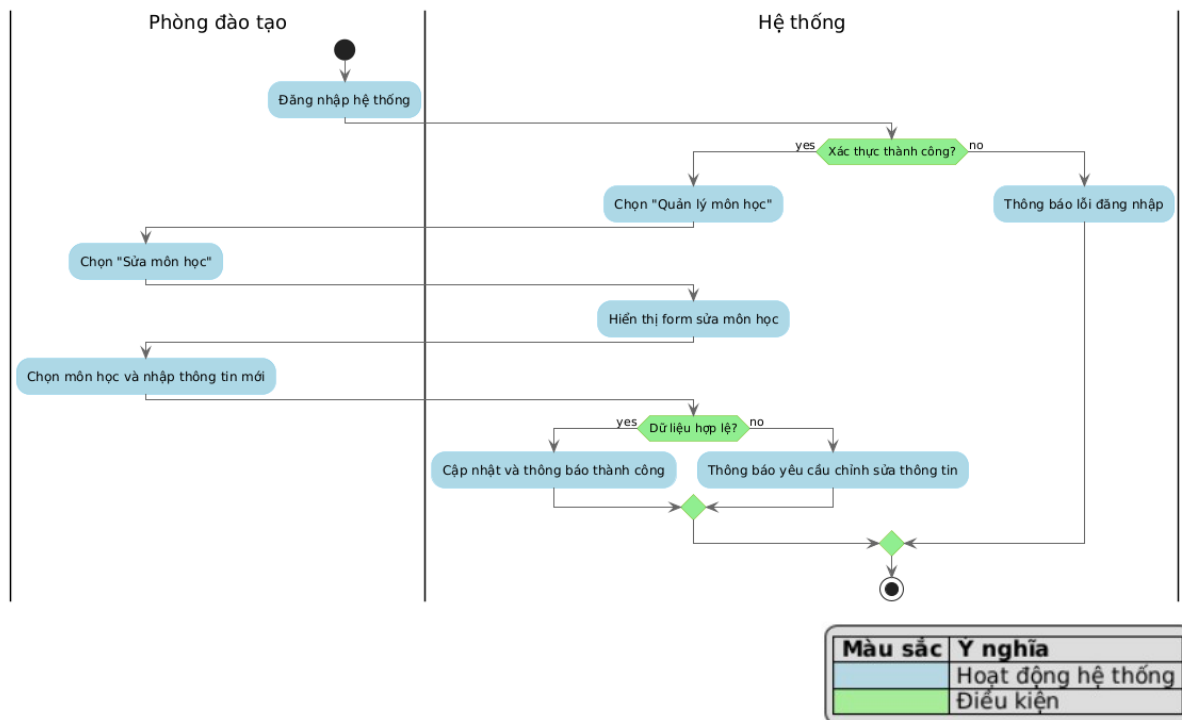 Phòng đào tạo
Hệ thống
Đăng nhập hệ thống
yes
Xác thực thành công?
no
Chọn "Quản lý môn học"
Thông báo lỗi đăng nhập
Chọn "Sửa môn học"
Hiển thị form sửa môn học
Chọn môn học và nhập thông tin mới
yes
Dữ liệu hợp lệ?
no
Cập nhật và thông báo thành công
Thông báo yêu cầu chỉnh sửa thông tin
Màu sắc
Ý nghĩa
Hoạt động hệ thống
Điều kiện